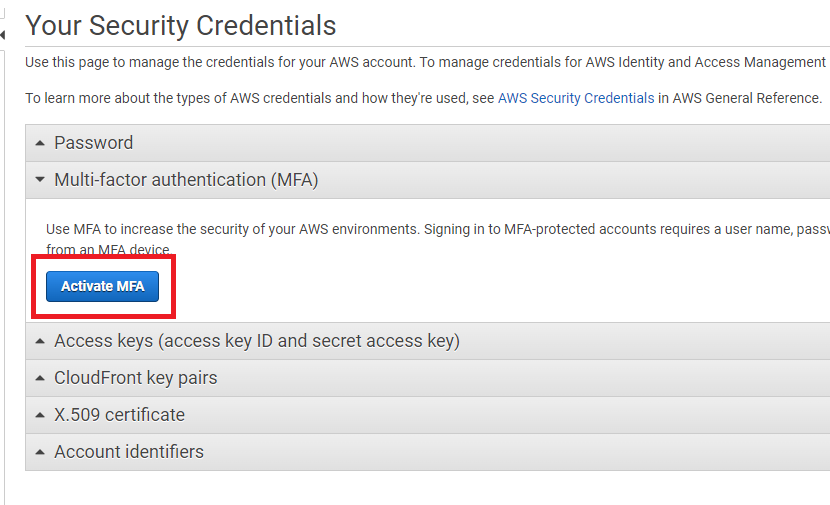 Your Security Credentials
Use this page to manage the credentials for your AWS account. To manage credentials for AWS Identity and Access Management
To learn more about the types of AWS credentials and how they're used, see AWS Security Credentials in AWS General Reference.
Password
Multi-factor authentication (MFA)
Use MFA to increase the security of your AWS environments. Signing in to MFA-protected accounts requires a user name,
from an MFA device
Activate MFA
Access keys (access key ID and secret access key)
CloudFront key pairs
X.509 certificate
Account identifiers